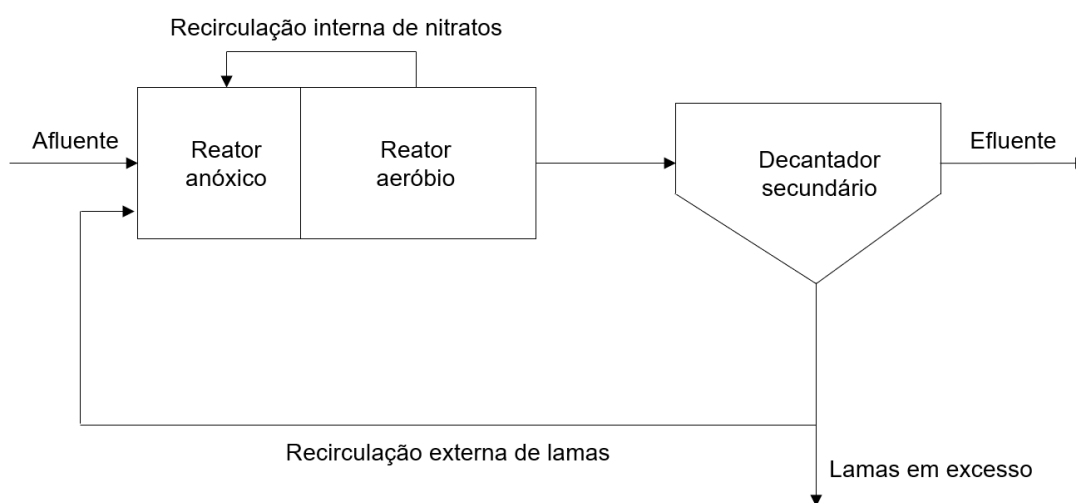 Recirculação interna de nitratos
Afluente
Reator
anóxico
Reator
aeróbio
Decantador
secundário
Efluente
Recirculação externa de lamas
Lamas em excesso